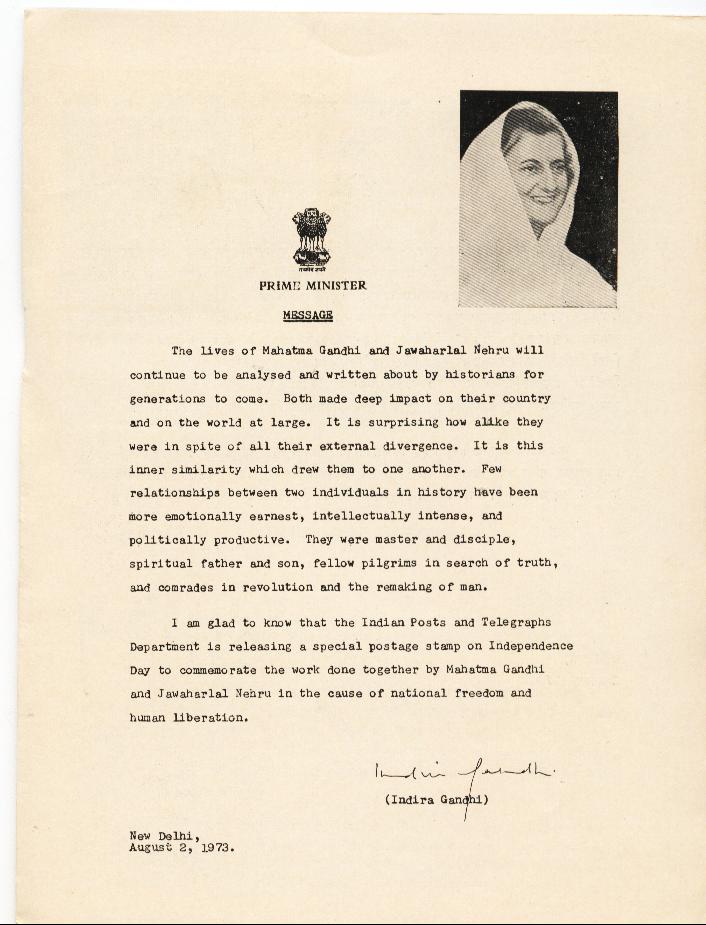 सत्यमेव जयते
PRIME MINISTER
MESSAGE
The lives of Mahatma Gandhi and Jawaharlal Nehru will
continue to be analysed and written about by historians for
generations to come. Both made deep impact on their country
and on the world at large. It is surprising how alike they
were in spite of all their external divergence. It is this
inner similarity which drew them to one another. Few
relationships between two individuals in history have been
more emotionally earnest, intellectually intense, and
politically productive. They were master and disciple,
spiritual father and son, fellow pilgrims in search of truth,
and comrades in revolution and the remaking of man.
I am glad to know that the Indian Posts and Telegraphs
Department is releasing a special postage stamp on Independence
Day to commemorate the work done together by Mahatma Gandhi
and Jawaharlal Nehru in the cause of national freedom and
human liberation.
Indira Gandhi
(Indira Gandhi)
New Delhi,
August 2, 1973.